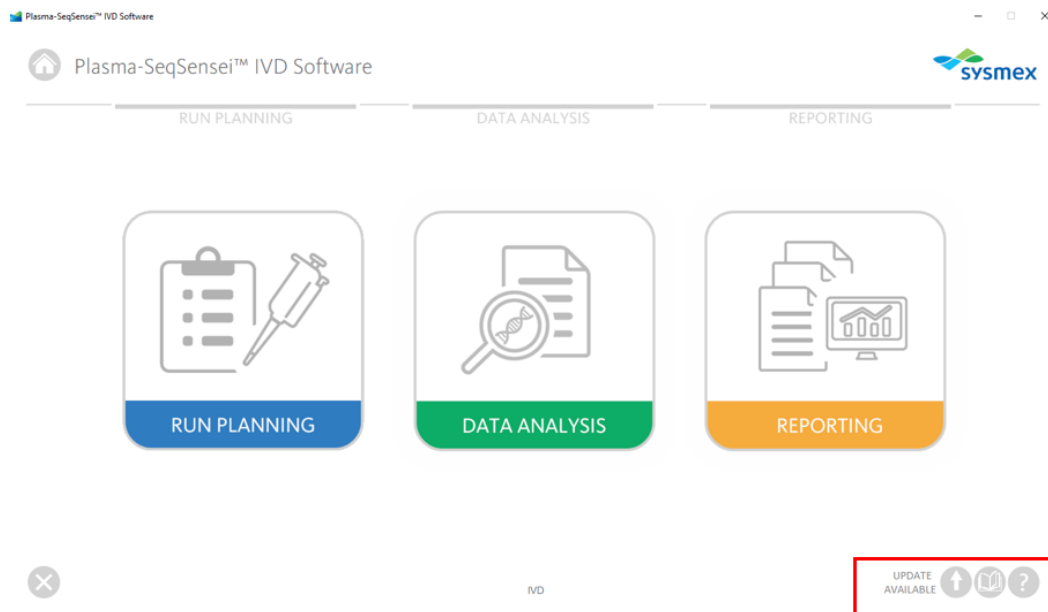 Plasma-SeqSensei™ IVD Software
Plasma-SeqSensei™ IVD Software
sysmex
RUN PLANNING
DATA ANALYSIS
REPORTING
RUN PLANNING
DATA ANALYSIS
REPORTING
IVD
UPDATE
AVAILABLE
?